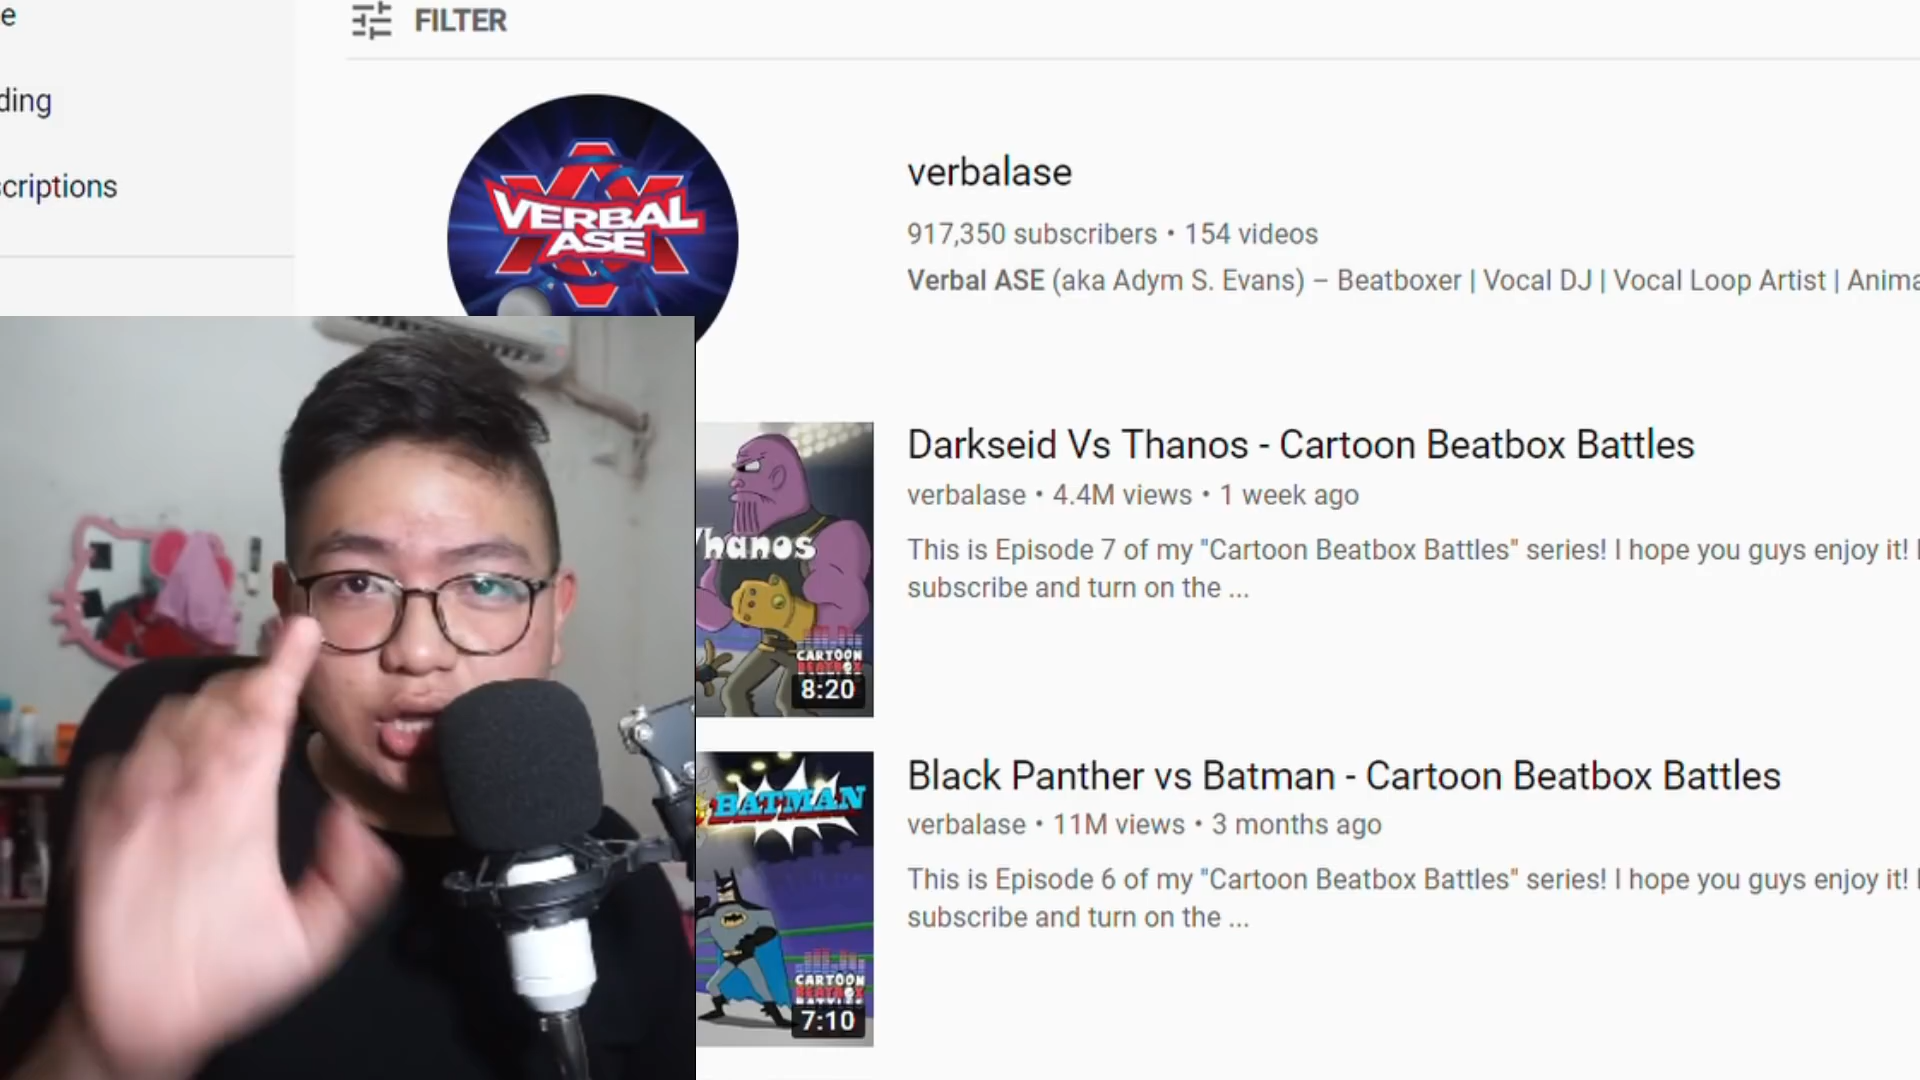 e
FILTER
ding
scriptions
VERBAL
ASE
verbalase
917,350 subscribers • 154 videos
Verbal ASE (aka Adym S. Evans) – Beatboxer | Vocal DJ | Vocal Loop Artist | Anima
Thanos
CARTOON
BEATBOX
8:20
Darkseid Vs Thanos - Cartoon Beatbox Battles
verbalase • 4.4M views • 1 week ago
This is Episode 7 of my "Cartoon Beatbox Battles" series! I hope you guys enjoy it!
subscribe and turn on the ...
BATMAN
CARTOON
BEATBOX
BATTLES
7:10
Black Panther vs Batman - Cartoon Beatbox Battles
verbalase • 11M views • 3 months ago
This is Episode 6 of my "Cartoon Beatbox Battles" series! I hope you guys enjoy it!
subscribe and turn on the ...